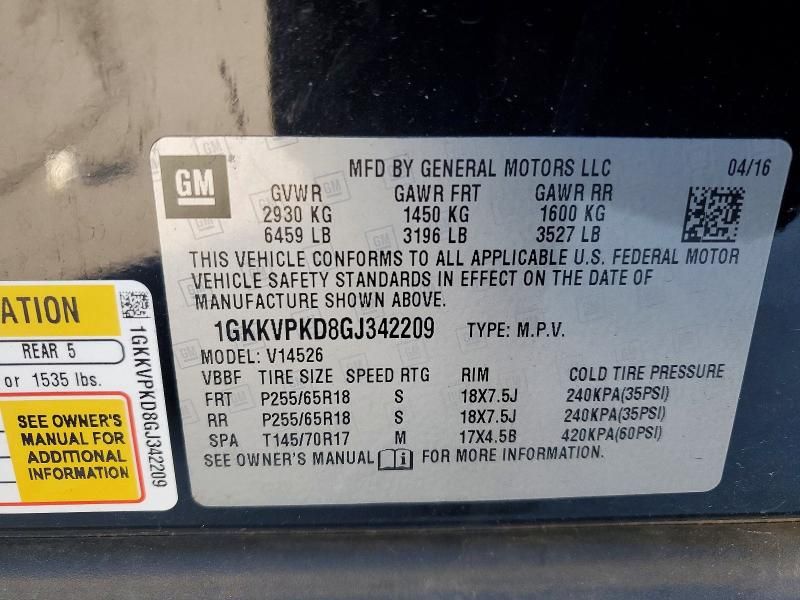 GM
MFD BY GENERAL MOTORS LLC 04/16
GVWR GAWR FRT GAWR RR
2930 KG 1450 KG 1600 KG
6459 LB 3196 LB 3527 LB
THIS VEHICLE CONFORMS TO ALL APPLICABLE U.S. FEDERAL MOTOR
VEHICLE SAFETY STANDARDS IN EFFECT ON THE DATE OF
MANUFACTURE SHOWN ABOVE.
1GKKVPKD8GJ342209 TYPE: M.P.V.
MODEL: V14526
VBBF TIRE SIZE SPEED RTG RIM COLD TIRE PRESSURE
FRT P255/65R18 S 18X7.5J 240KPA(35PSI)
RR P255/65R18 S 18X7.5J 240KPA(35PSI)
SPA T145/70R17 M 17X4.5B 420KPA(60PSI)
SEE OWNER'S MANUAL i FOR MORE INFORMATION.
ATION
REAR 5
or 1535 lbs.
SEE OWNER'S
MANUAL FOR
ADDITIONAL
INFORMATION
1GKKVPKD8GJ342209